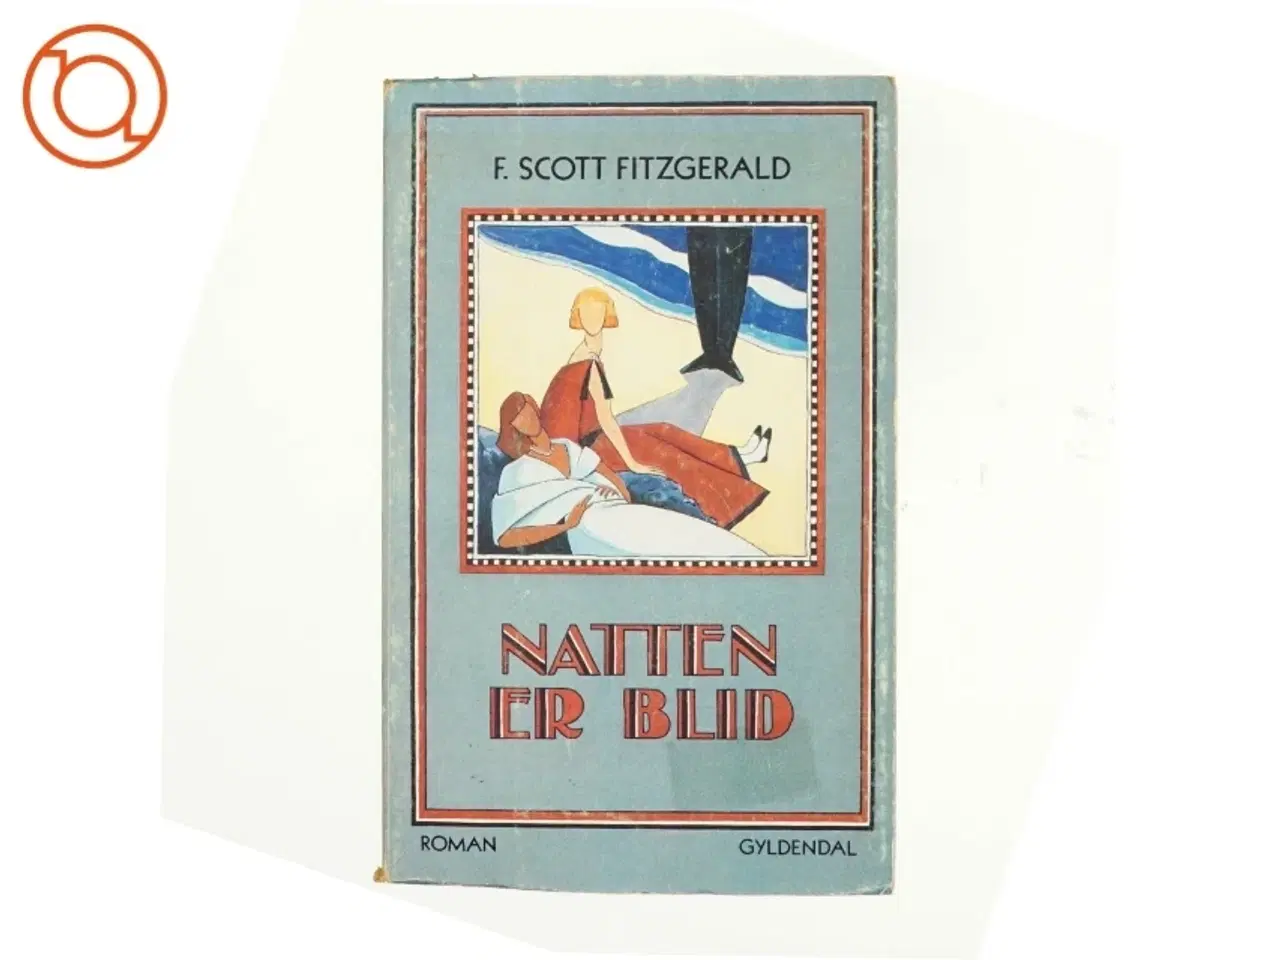 F. SCOTT FITZGERALD
NATTEN
ER BLID
ROMAN
GYLDENDAL